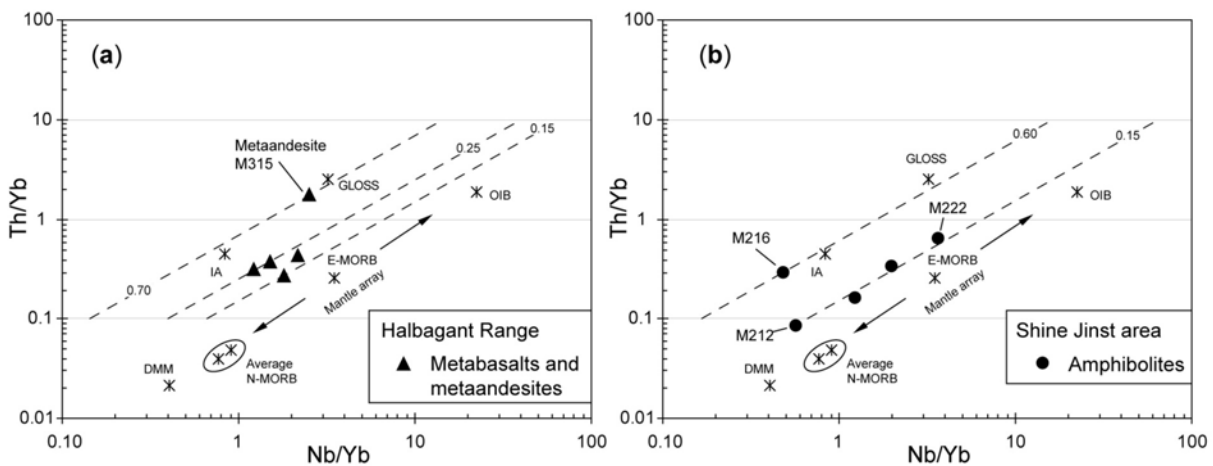 (a)
100
10
1
0.1
0.01
Th/Yb
0.10
1
10
100
Nb/Yb
0.15
0.25
0.70
Metaandesite
M315
GLOSS
OIB
IA
E-MORB
Mantle array
DMM
Average
N-MORB
Halbagant Range
Metabasalts and
metaandesites
(b)
100
10
1
0.1
0.01
Th/Yb
0.10
1
10
100
Nb/Yb
0.60
0.15
GLOSS
OIB
M222
M216
IA
E-MORB
Mantle array
M212
DMM
Average
N-MORB
Shine Jinst area
Amphibolites